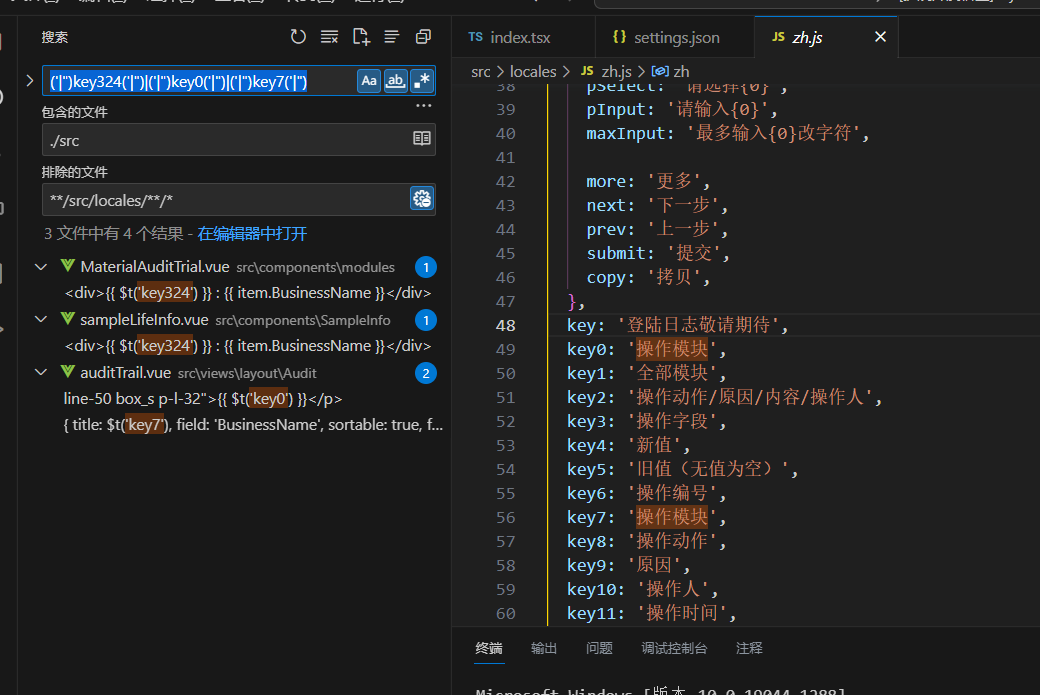 搜索
('|")key324('|")|('|")key0('|")|('|")key7('|")
Aa
ab
.*
包含的文件
./src
排除的文件
**/src/locales/**/*
3 文件中有 4 个结果 - 在编辑器中打开
MaterialAuditTrial.vue src\components\modules 1
<div>{{ $t('key324') }} : {{ item.BusinessName }}</div>
sampleLifeInfo.vue src\components\SampleInfo 1
<div>{{ $t('key324') }} : {{ item.BusinessName }}</div>
auditTrail.vue src\views\layout\Audit 2
line-50 box_s p-l-32">{{ $t('key0') }}</p>
{ title: $t('key7'), field: 'BusinessName', sortable: true, f...
TS index.tsx
{} settings.json
JS zh.js
src > locales > JS zh.js > zh
38 pSelect: '请选择{0}',
39 pInput: '请输入{0}',
40 maxInput: '最多输入{0}改字符',
41
42 more: '更多',
43 next: '下一步',
44 prev: '上一步',
45 submit: '提交',
46 copy: '拷贝',
47 },
48 key: '登陆日志敬请期待',
49 key0: '操作模块',
50 key1: '全部模块',
51 key2: '操作动作/原因/内容/操作人',
52 key3: '操作字段',
53 key4: '新值',
54 key5: '旧值（无值为空）',
55 key6: '操作编号',
56 key7: '操作模块',
57 key8: '操作动作',
58 key9: '原因',
59 key10: '操作人',
60 key11: '操作时间',
终端 输出 问题 调试控制台 注释
Microsoft Windows [版本 10.0.19044.1288]